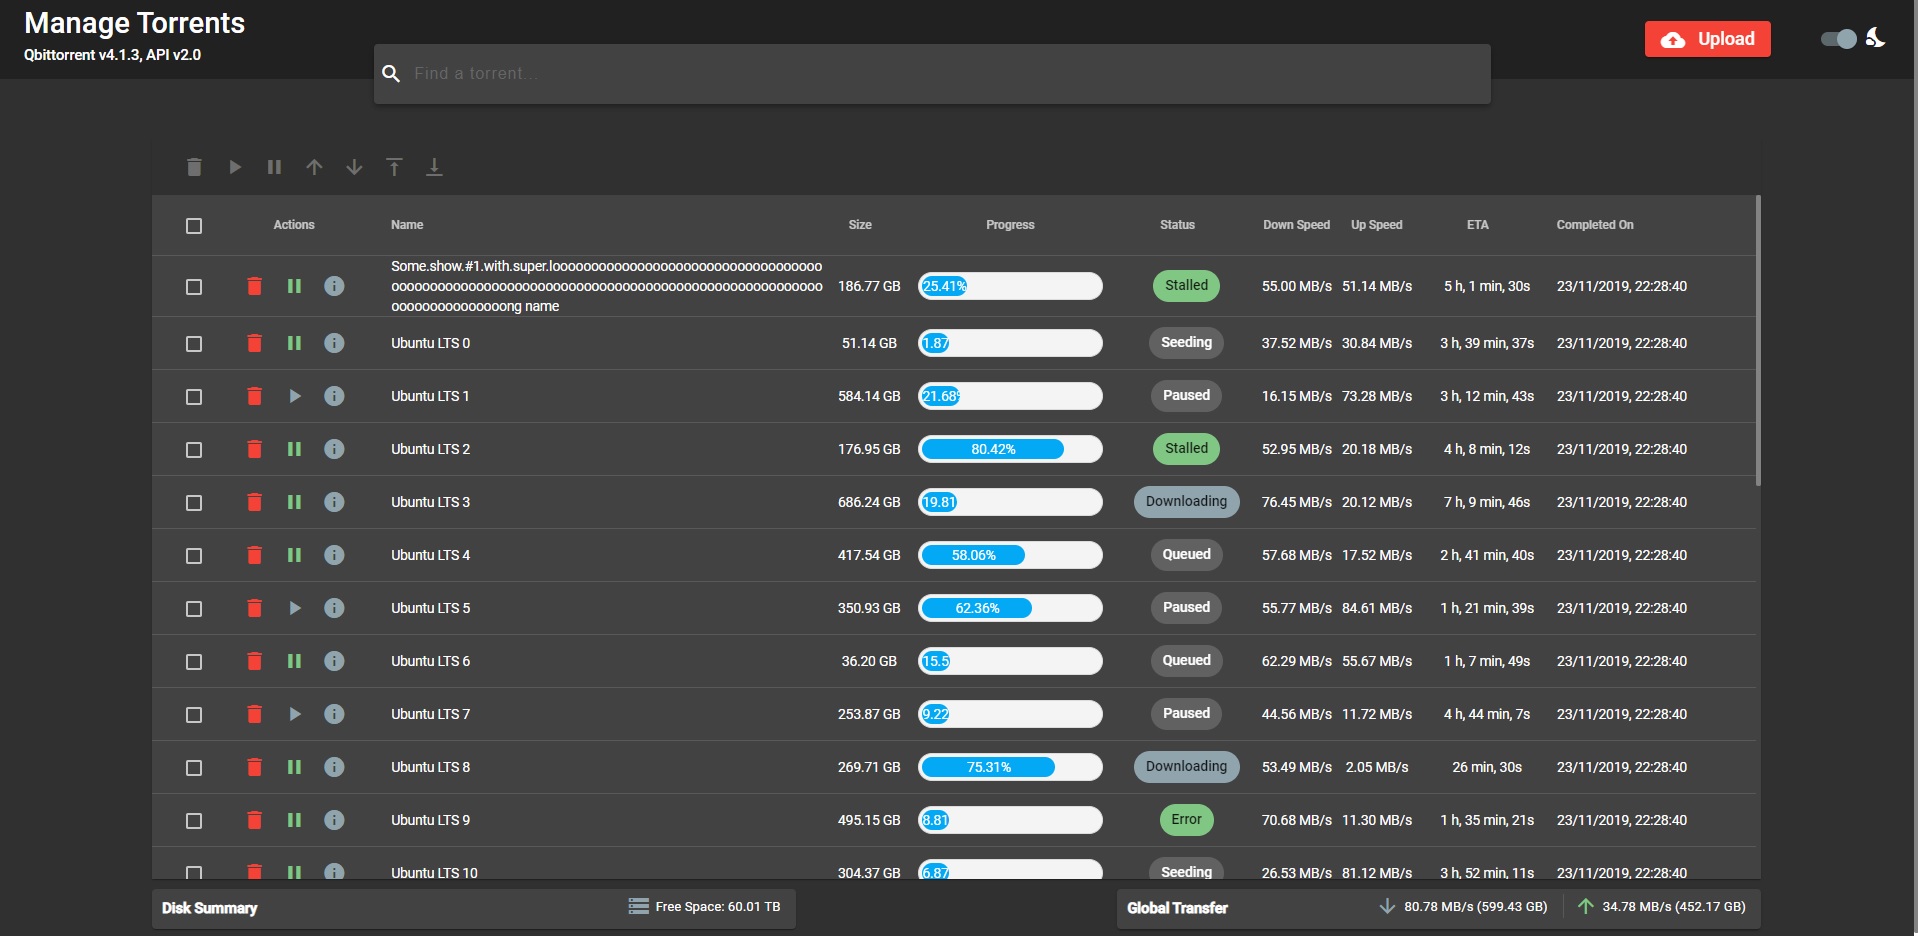 Manage Torrents
Qbittorrent v4.1.3, API v2.0
Find a torrent...
Upload
Actions Name Size Progress Status Down Speed Up Speed ETA Completed On
Some.show.#1.with.super.looooooooooooooooooooooooooooooooooo
oooooooooooooooooooooooooooooooooooooooooooooooooooooooo
ooooooooooooooong name
186.77 GB 25.41% Stalled 55.00 MB/s 51.14 MB/s 5 h, 1 min, 30s 23/11/2019, 22:28:40
Ubuntu LTS 0 51.14 GB 1.87 Seeding 37.52 MB/s 30.84 MB/s 3 h, 39 min, 37s 23/11/2019, 22:28:40
Ubuntu LTS 1 584.14 GB 21.68% Paused 16.15 MB/s 73.28 MB/s 3 h, 12 min, 43s 23/11/2019, 22:28:40
Ubuntu LTS 2 176.95 GB 80.42% Stalled 52.95 MB/s 20.18 MB/s 4 h, 8 min, 12s 23/11/2019, 22:28:40
Ubuntu LTS 3 686.24 GB 19.81 Downloading 76.45 MB/s 20.12 MB/s 7 h, 9 min, 46s 23/11/2019, 22:28:40
Ubuntu LTS 4 417.54 GB 58.06% Queued 57.68 MB/s 17.52 MB/s 2 h, 41 min, 40s 23/11/2019, 22:28:40
Ubuntu LTS 5 350.93 GB 62.36% Paused 55.77 MB/s 84.61 MB/s 1 h, 21 min, 39s 23/11/2019, 22:28:40
Ubuntu LTS 6 36.20 GB 15.5 Queued 62.29 MB/s 55.67 MB/s 1 h, 7 min, 49s 23/11/2019, 22:28:40
Ubuntu LTS 7 253.87 GB 9.22 Paused 44.56 MB/s 11.72 MB/s 4 h, 44 min, 7s 23/11/2019, 22:28:40
Ubuntu LTS 8 269.71 GB 75.31% Downloading 53.49 MB/s 2.05 MB/s 26 min, 30s 23/11/2019, 22:28:40
Ubuntu LTS 9 495.15 GB 8.81 Error 70.68 MB/s 11.30 MB/s 1 h, 35 min, 21s 23/11/2019, 22:28:40
Ubuntu LTS 10 304.37 GB 6.87 Seeding 26.53 MB/s 81.12 MB/s 3 h, 52 min, 11s 23/11/2019, 22:28:40
Disk Summary Free Space: 60.01 TB Global Transfer 80.78 MB/s (599.43 GB) 34.78 MB/s (452.17 GB)